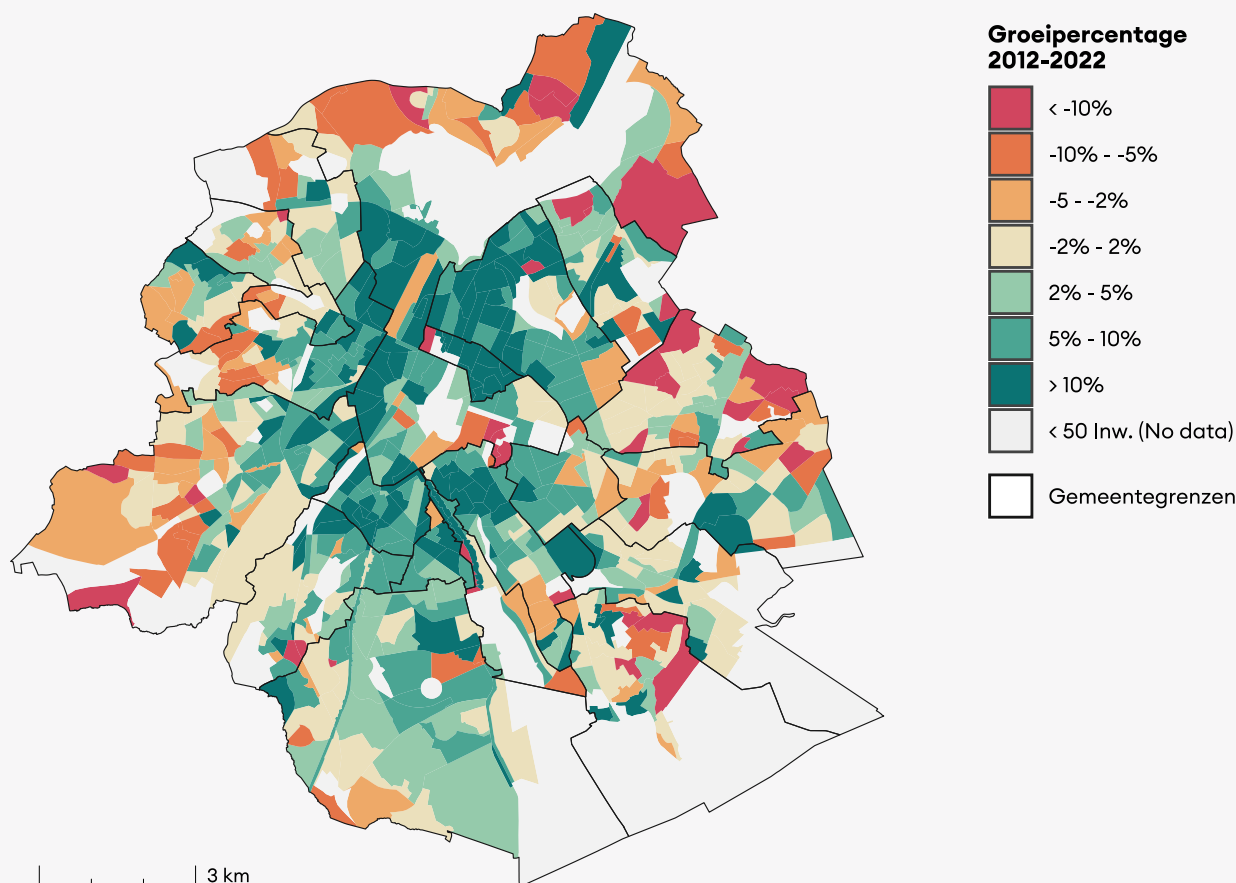 Groeipercentage
2012-2022
< -10%
-10% - -5%
-5 - -2%
-2% - 2%
2% - 5%
5% - 10%
> 10%
< 50 Inw. (No data)
Gemeentegrenzen
3 km